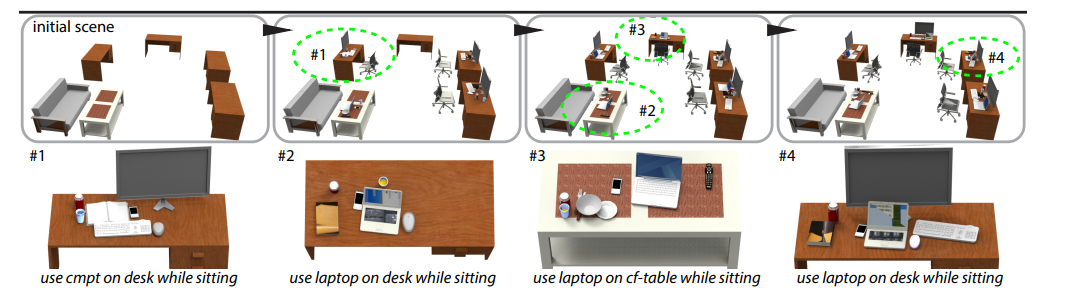 initial scene
#1
#3
#2
#4
#1
#2
#3
#4
use cmpt on desk while sitting
use laptop on desk while sitting
use laptop on cf-table while sitting
use laptop on desk while sitting